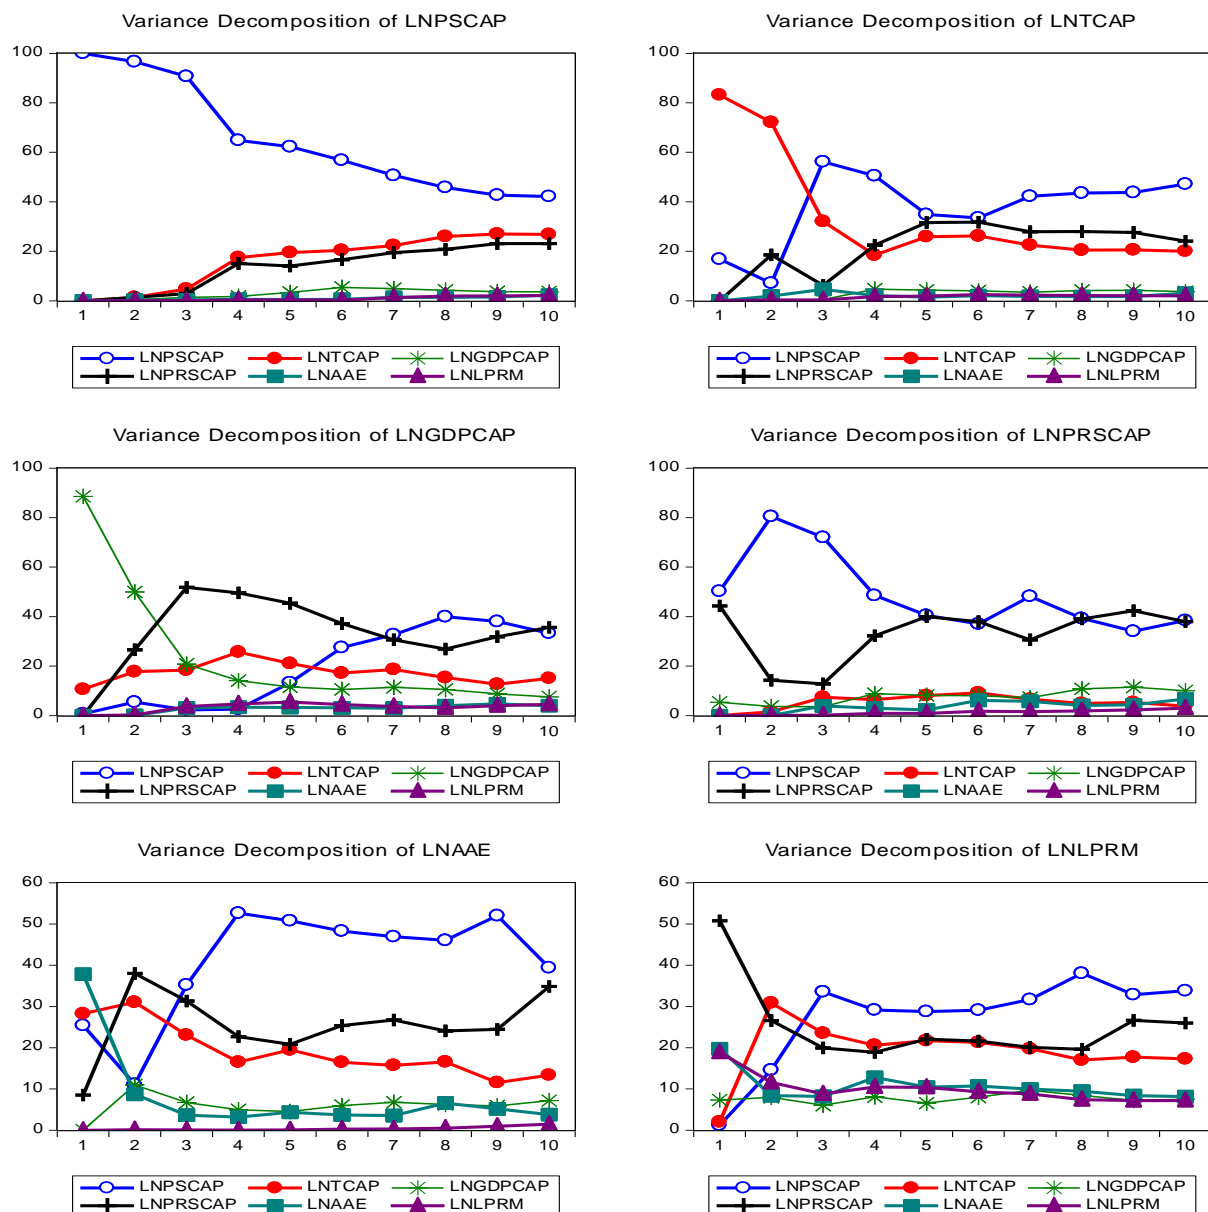 Variance Decomposition of LNPSCAP
100
80
60
40
20
0
1 2 3 4 5 6 7 8 9 10
LNPSCAP LNTCAP LNGDPCAP
LNPRSCAP LNAAE LNLPRM
Variance Decomposition of LNTCAP
100
80
60
40
20
0
1 2 3 4 5 6 7 8 9 10
LNPSCAP LNTCAP LNGDPCAP
LNPRSCAP LNAAE LNLPRM
Variance Decomposition of LNGDPCAP
100
80
60
40
20
0
1 2 3 4 5 6 7 8 9 10
LNPSCAP LNTCAP LNGDPCAP
LNPRSCAP LNAAE LNLPRM
Variance Decomposition of LNPRSCAP
100
80
60
40
20
0
1 2 3 4 5 6 7 8 9 10
LNPSCAP LNTCAP LNGDPCAP
LNPRSCAP LNAAE LNLPRM
Variance Decomposition of LNAAE
60
50
40
30
20
10
0
1 2 3 4 5 6 7 8 9 10
LNPSCAP LNTCAP LNGDPCAP
LNPRSCAP LNAAE LNLPRM
Variance Decomposition of LNLPRM
60
50
40
30
20
10
0
1 2 3 4 5 6 7 8 9 10
LNPSCAP LNTCAP LNGDPCAP
LNPRSCAP LNAAE LNLPRM